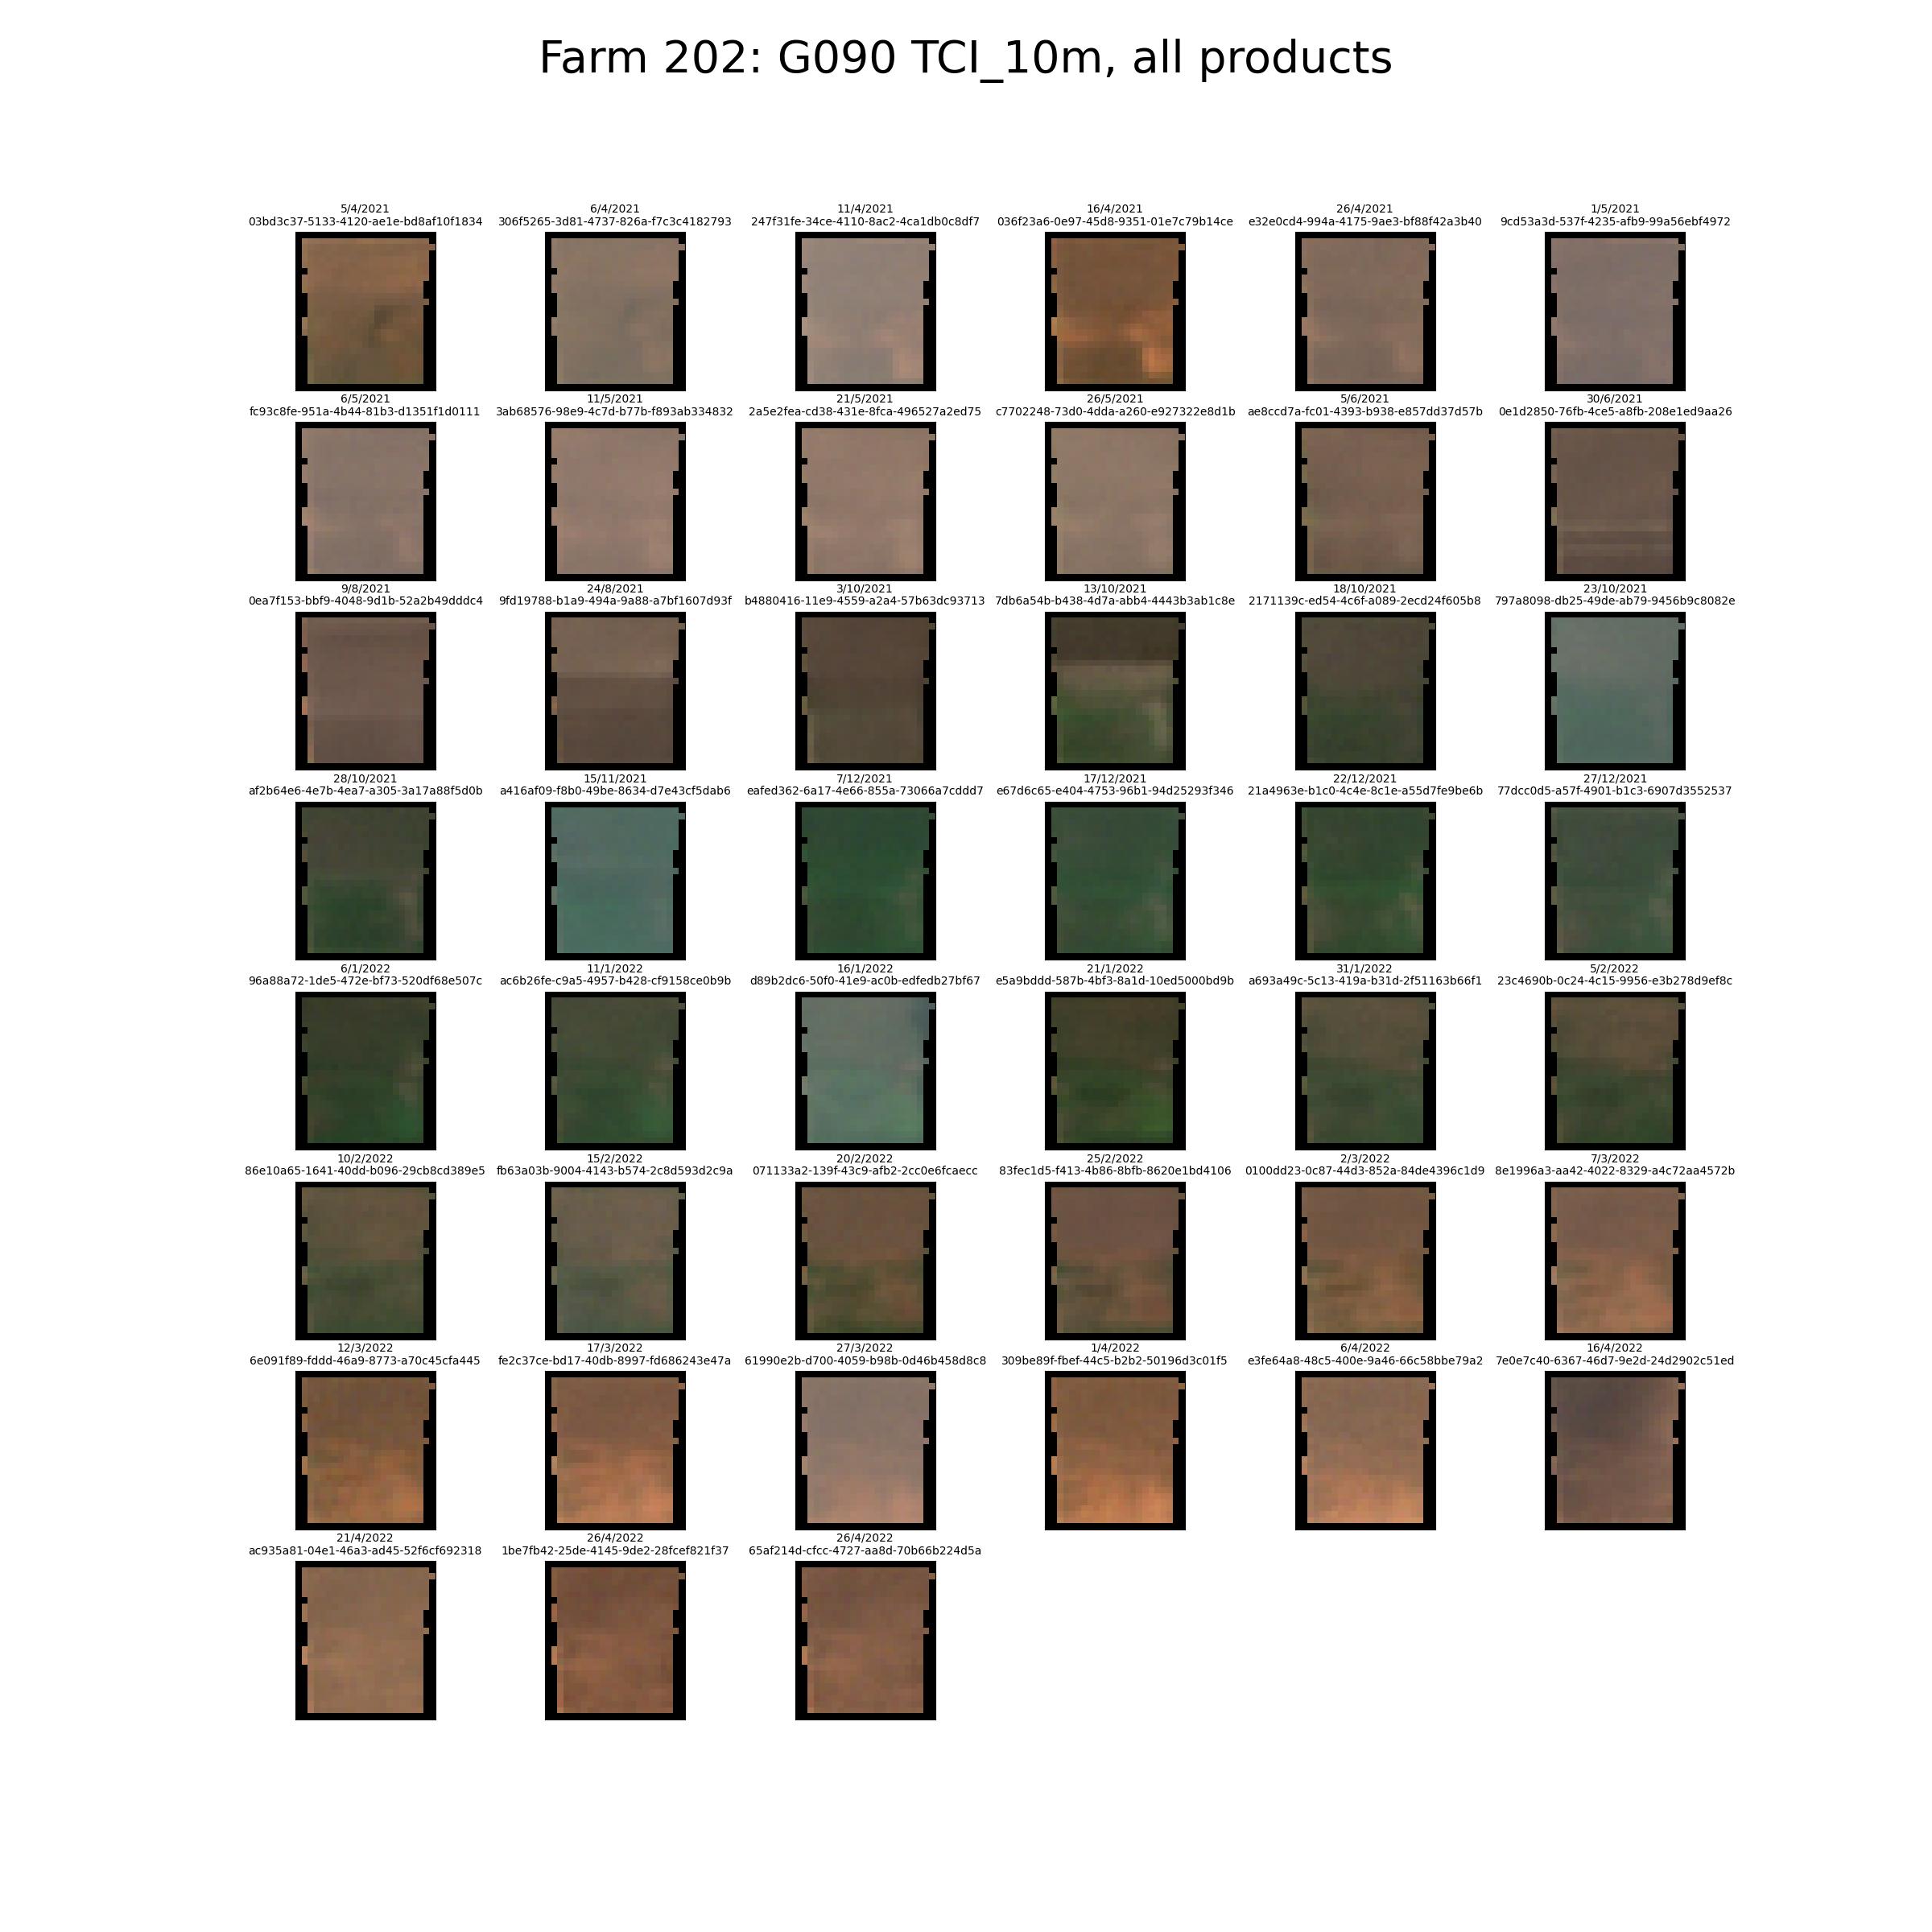 Farm 202: G090 TCI_10m, all products
5/4/2021 6/4/2021 11/4/2021 16/4/2021 26/4/2021 1/5/2021
03bd3c37-5133-4120-ae1e-bd8af10f1834 306f5265-3d81-4737-826a-f7c3c4182793 247f31fe-34ce-4110-8ac2-4ca1db0c8df7 036f23a6-0e97-45d8-9351-01e7c79b14ce e32e0cd4-994a-4175-9ae3-bf88f42a3b40 9cd53a3d-537f-4235-afb9-99a56ebf4972
6/5/2021 11/5/2021 21/5/2021 26/5/2021 5/6/2021 30/6/2021
fc93c8fe-951a-4b44-81b3-d1351f1d0111 3ab68576-98e9-4c7d-b77b-f893ab334832 2a5e2fea-cd38-431e-8fca-496527a2ed75 c7702248-73d0-4dda-a260-e927322e8d1b ae8ccd7a-fc01-4393-b938-e857dd37d57b 0e1d2850-76fb-4ce5-a8fb-208e1ed9aa26
9/8/2021 24/8/2021 3/10/2021 13/10/2021 18/10/2021 23/10/2021
0ea7f153-bbf9-4048-9d1b-52a2b49dddc4 9fd19788-b1a9-494a-9a88-a7bf1607d93f b4880416-11e9-4559-a2a4-57b63dc93713 7db6a54b-b438-4d7a-abb4-4443b3ab1c8e 2171139c-ed54-4c6f-a089-2ecd24f605b8 797a8098-db25-49de-ab79-9456b9c8082e
28/10/2021 15/11/2021 7/12/2021 17/12/2021 22/12/2021 27/12/2021
af2b64e6-4e7b-4ea7-a305-3a17a88f5d0b a416af09-f8b0-49be-8634-d7e43cf5dab6 eafed362-6a17-4e66-855a-73066a7cddd7 e67d6c65-e404-4753-96b1-94d25293f346 21a4963e-b1c0-4c4e-8c1e-a55d7fe9be6b 77dcc0d5-a57f-4901-b1c3-6907d3552537
6/1/2022 11/1/2022 16/1/2022 21/1/2022 31/1/2022 5/2/2022
96a88a72-1de5-472e-bf73-520df68e507c ac6b26fe-c9a5-4957-b428-cf9158ce0b9b d89b2dc6-50f0-41e9-ac0b-edfedb27bf67 e5a9bddd-587b-4bf3-8a1d-10ed5000bd9b a693a49c-5c13-419a-b31d-2f51163b66f1 23c4690b-0c24-4c15-9956-e3b278d9ef8c
10/2/2022 15/2/2022 20/2/2022 25/2/2022 2/3/2022 7/3/2022
86e10a65-1641-40dd-b096-29cb8cd389e5 fb63a03b-9004-4143-b574-2c8d593d2c9a 071133a2-139f-43c9-afb2-2cc0e6fcaecc 83fec1d5-f413-4b86-8bfb-8620e1bd4106 0100dd23-0c87-44d3-852a-84de4396c1d9 8e1996a3-aa42-4022-8329-a4c72aa4572b
12/3/2022 17/3/2022 27/3/2022 1/4/2022 6/4/2022 16/4/2022
6e091f89-fddd-46a9-8773-a70c45cfa445 fe2c37ce-bd17-40db-8997-fd686243e47a 61990e2b-d700-4059-b98b-0d46b458d8c8 309be89f-fbef-44c5-b2b2-50196d3c01f5 e3fe64a8-48c5-400e-9a46-66c58bbe79a2 7e0e7c40-6367-46d7-9e2d-24d2902c51ed
21/4/2022 26/4/2022 26/4/2022
ac935a81-04e1-46a3-ad45-52f6cf692318 1be7fb42-25de-4145-9de2-28fcef821f37 65af214d-cfcc-4727-aa8d-70b66b224d5a